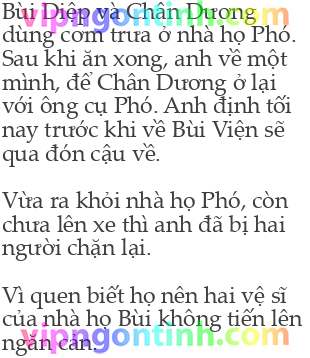 Bùi Diệp và Chân Dương
dùng cơm trưa ở nhà họ Phó.
Sau khi ăn xong, anh về một
mình, để Chân Dương ở lại
với ông cụ Phó. Anh định tối
nay trước khi về Bùi Viện sẽ
qua đón cậu về.
Vừa ra khỏi nhà họ Phó, còn
chưa lên xe thì anh đã bị hai
người chặn lại.
Vì quen biết họ nên hai vệ sĩ
của nhà họ Bùi không tiến lên
ngăn cản.
vipngontinh.com
vipngontinh.com